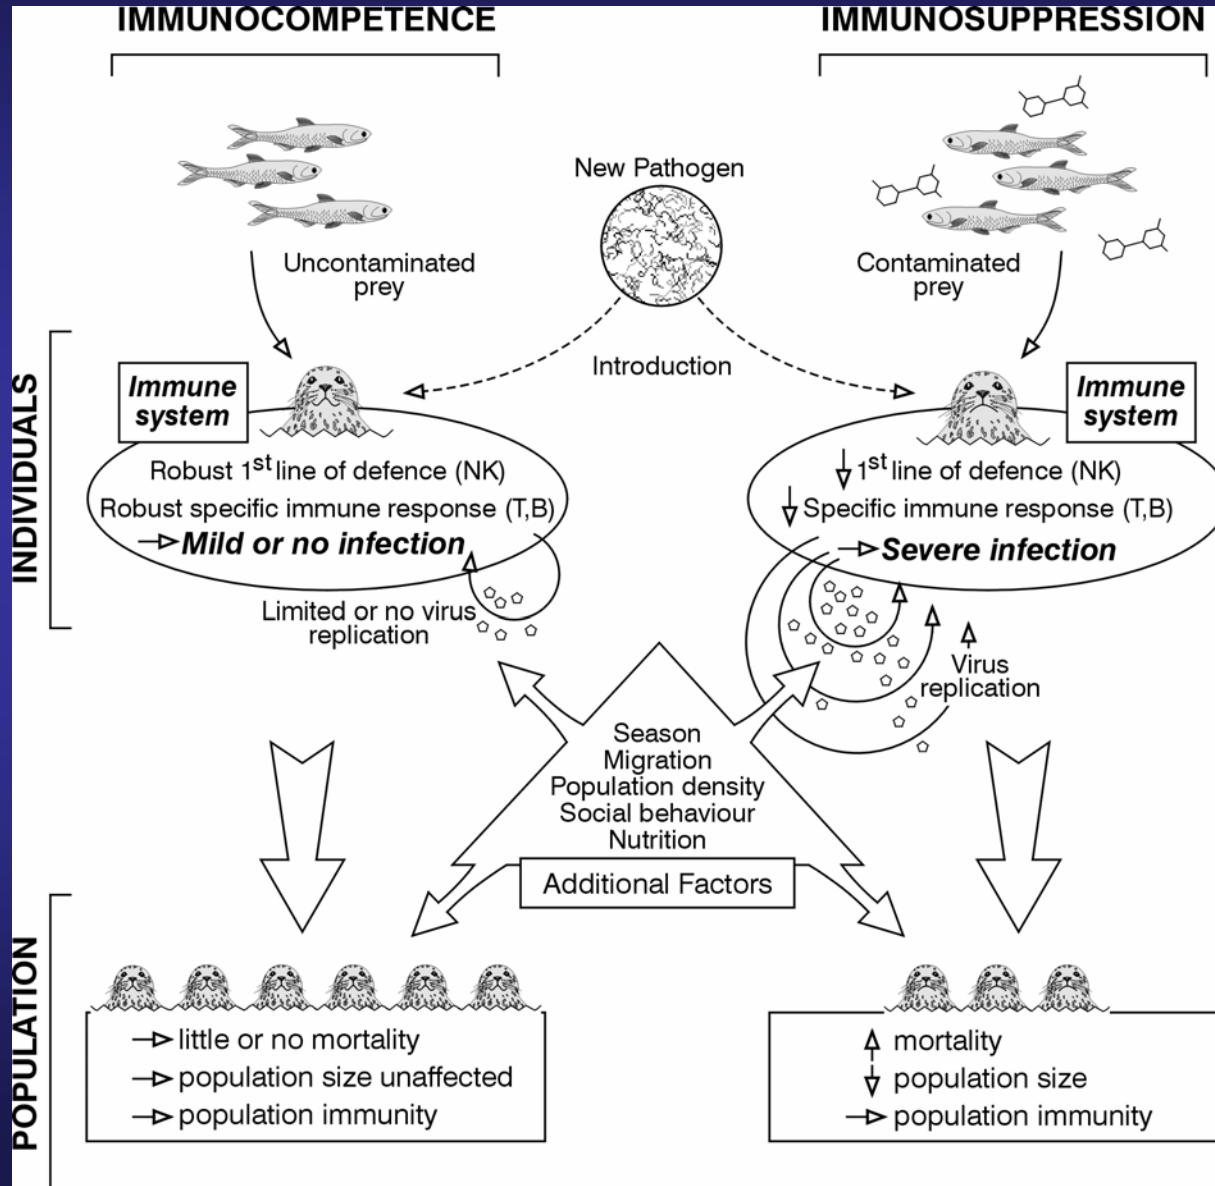 IMMUNOCOMPETENCE
IMMUNOSUPPRESSION
New Pathogen
Uncontaminated
prey
Contaminated
prey
Introduction
INDIVIDUALS
Immune
system
Robust 1st line of defence (NK)
Robust specific immune response (T,B)
Mild or no infection
Limited or no virus
replication
Immune
system
1st line of defence (NK)
Specific immune response (T,B)
Severe infection
Virus
replication
Season
Migration
Population density
Social behaviour
Nutrition
Additional Factors
POPULATION
little or no mortality
population size unaffected
population immunity
mortality
population size
population immunity